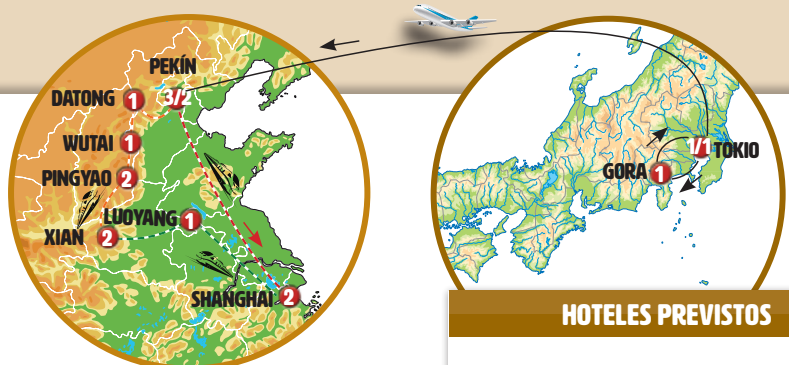 PEKÍN
3/2
DATONG
1
WUTAI
1
PINGYAO
2
LUOYANG
1
XIAN
2
SHANGHAI
2
1/1 TOKIO
GORA
1
HOTELES PREVISTOS